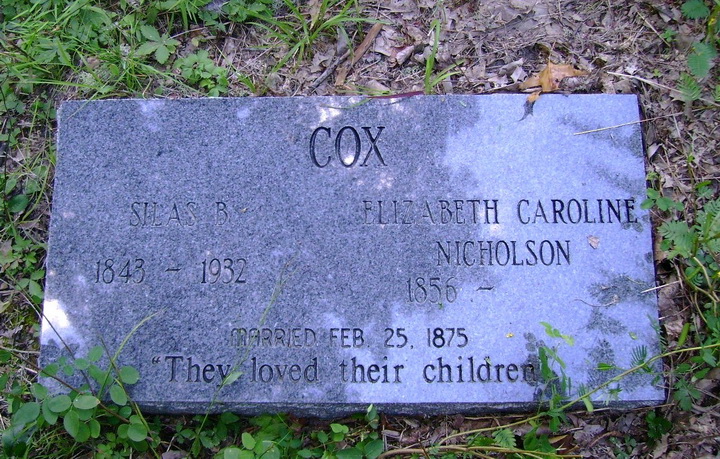 COX
SILAS B. ELIZABETH CAROLINE
NICHOLSON
1843 - 1932 1856 -
MARRIED FEB. 25, 1875
"They loved their children